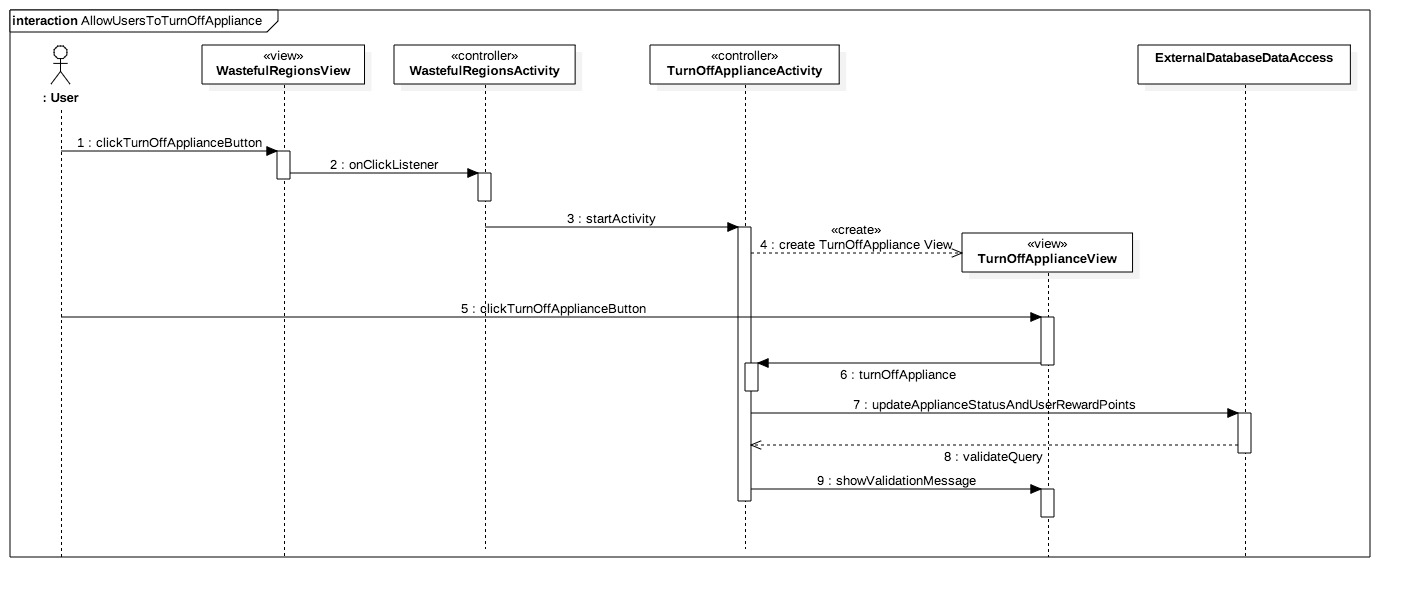 interaction AllowUsersToTurnOffAppliance
: User
«view»
WastefulRegionsView
«controller»
WastefulRegionsActivity
«controller»
TurnOffApplianceActivity
ExternalDatabaseDataAccess
1 : clickTurnOffApplianceButton
2 : onClickListener
3 : startActivity
«create»
4 : create TurnOffAppliance View
«view»
TurnOffApplianceView
5 : clickTurnOffApplianceButton
6 : turnOffAppliance
7 : updateApplianceStatusAndUserRewardPoints
8 : validateQuery
9 : showValidationMessage